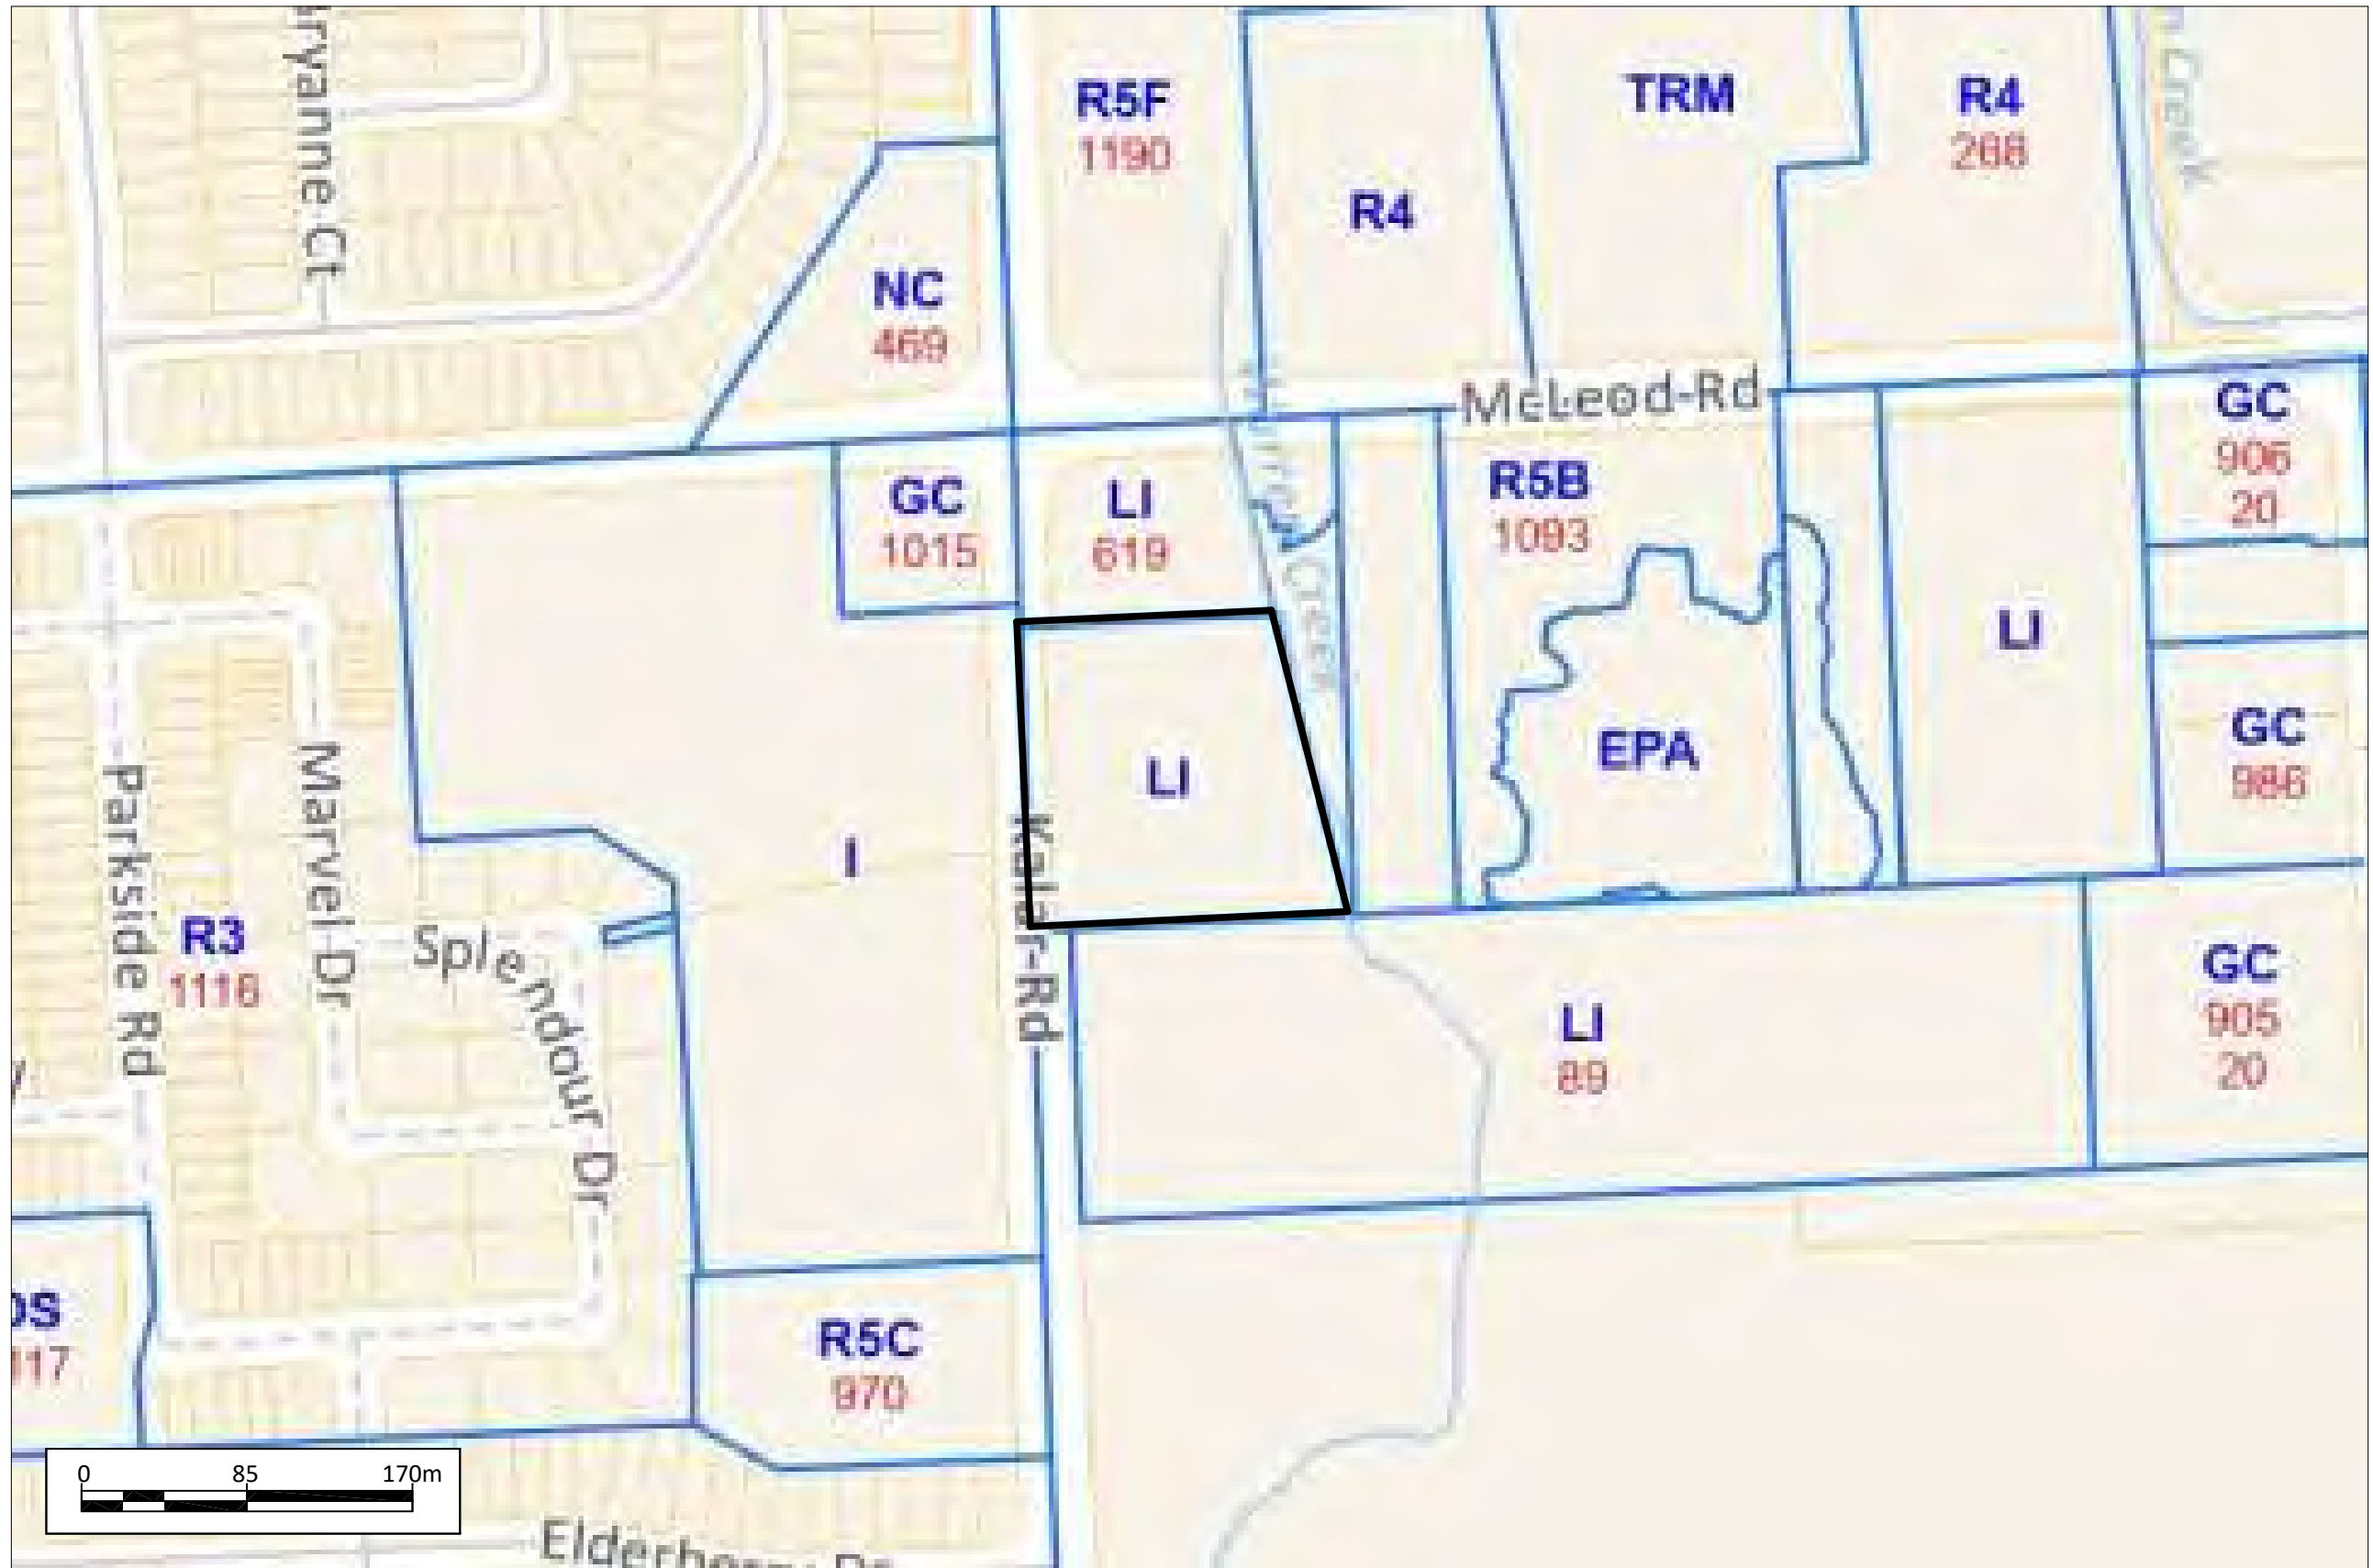 R5F
1190
TRM
R4
268
R4
NC
469
McLeod-Rd
GC
906
20
GC
1015
LI
619
R5B
1093
Creek
LI
LI
EPA
GC
986
I
Kalar-Rd
Parkside Rd
Marvel Dr
R3
1116
Splendour Dr
LI
89
GC
905
20
R5C
970
0 85 170m